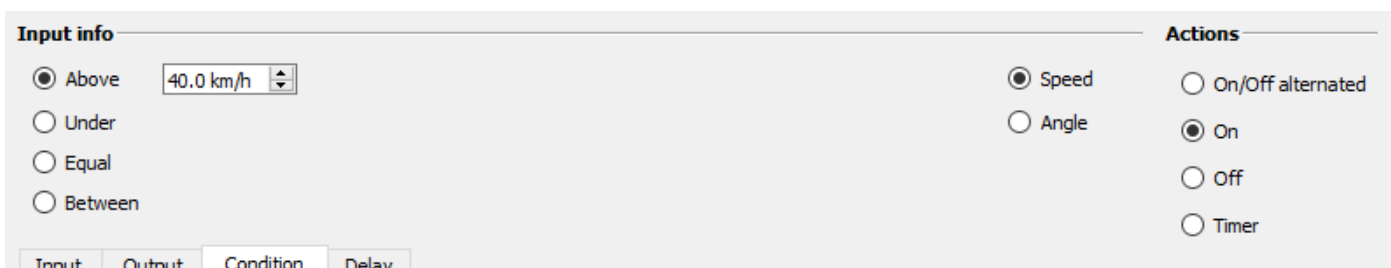 Input info
Actions
Above 40.0 km/h
Speed
On/Off alternated
Under
Angle
On
Equal
Off
Between
Timer
Input Output Condition Delay